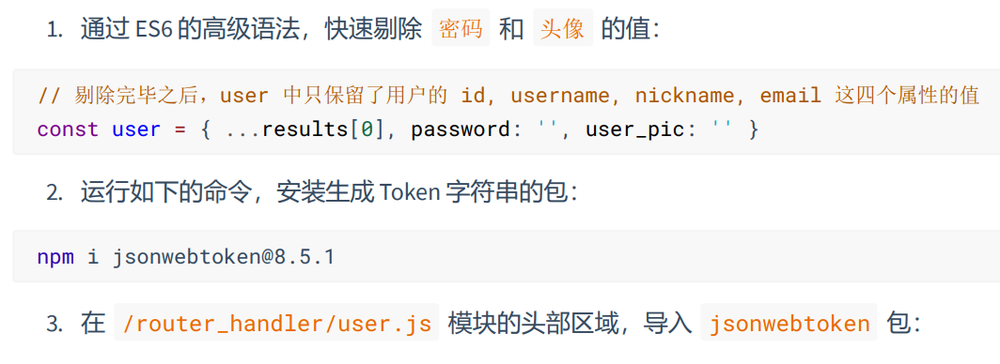 1. 通过 ES6 的高级语法，快速剔除 密码 和 头像 的值：
// 剔除完毕之后，user 中只保留了用户的 id, username, nickname, email 这四个属性的值
const user = { ...results[0], password: '', user_pic: '' }
2. 运行如下的命令，安装生成 Token 字符串的包：
npm i jsonwebtoken@8.5.1
3. 在 /router_handler/user.js 模块的头部区域，导入 jsonwebtoken 包：